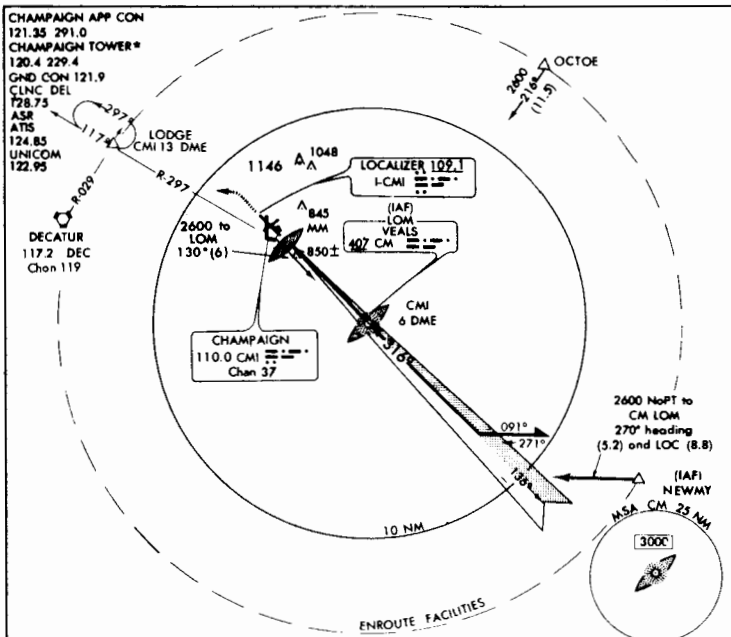 CHAMPAIGN APP CON
121.35 291.0
CHAMPAIGN TOWER*
120.4 229.4
GND CON 121.9
CLNC DEL
128.75
ASR
ATIS
124.85
UNICOM
122.95
297°
117°
LODGE
CMI 13 DME
R-029
R-297
DECATUR
117.2 DEC
Chan 119
OCTOE
2600
216°
(11.5)
1146
1048
LOCALIZER 109.1
I-CMI
845
MM
850±
2600 to
LOM
130° (6)
(IAF)
LOM
VEALS
407 CM
CMI
6 DME
CHAMPAIGN
110.0 CMI
Chan 37
316°
091°
271°
136°
2600 NoPT to
CM LOM
270° heading
(5.2) and LOC (8.8)
(IAF)
NEWMY
10 NM
MSA CM 25 NM
3000
ENROUTE FACILITIES